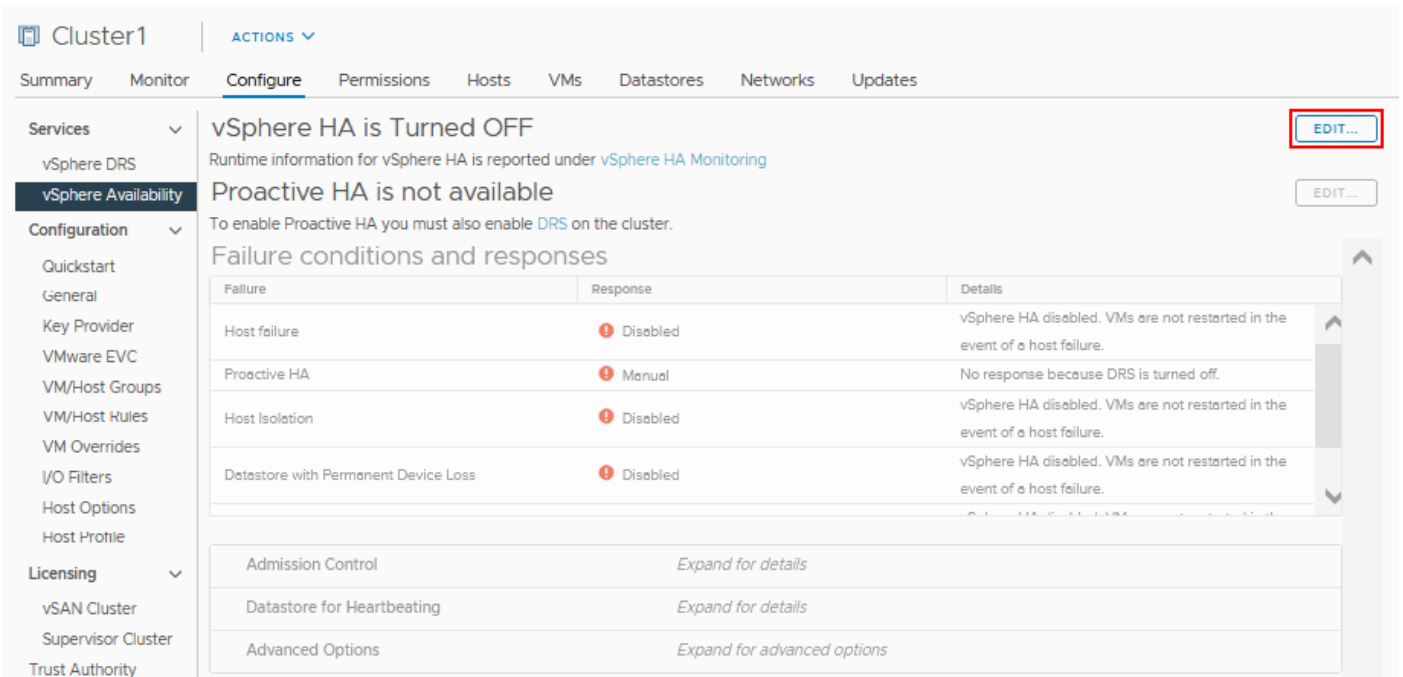 Cluster1 ACTIONS
Summary Monitor Configure Permissions Hosts VMs Datastores Networks Updates
Services
vSphere DRS
vSphere Availability
Configuration
Quickstart
General
Key Provider
VMware EVC
VM/Host Groups
VM/Host Rules
VM Overrides
I/O Filters
Host Options
Host Profile
Licensing
vSAN Cluster
Supervisor Cluster
Trust Authority
vSphere HA is Turned OFF
EDIT...
Runtime information for vSphere HA is reported under vSphere HA Monitoring
Proactive HA is not available
EDIT...
To enable Proactive HA you must also enable DRS on the cluster.
Failure conditions and responses
Failure Response Details
Host failure Disabled vSphere HA disabled. VMs are not restarted in the
event of a host failure.
Proactive HA Manual No response because DRS is turned off.
Host Isolation Disabled vSphere HA disabled. VMs are not restarted in the
event of a host failure.
Datastore with Permanent Device Loss Disabled vSphere HA disabled. VMs are not restarted in the
event of a host failure.
Admission Control Expand for details
Datastore for Heartbeating Expand for details
Advanced Options Expand for advanced options